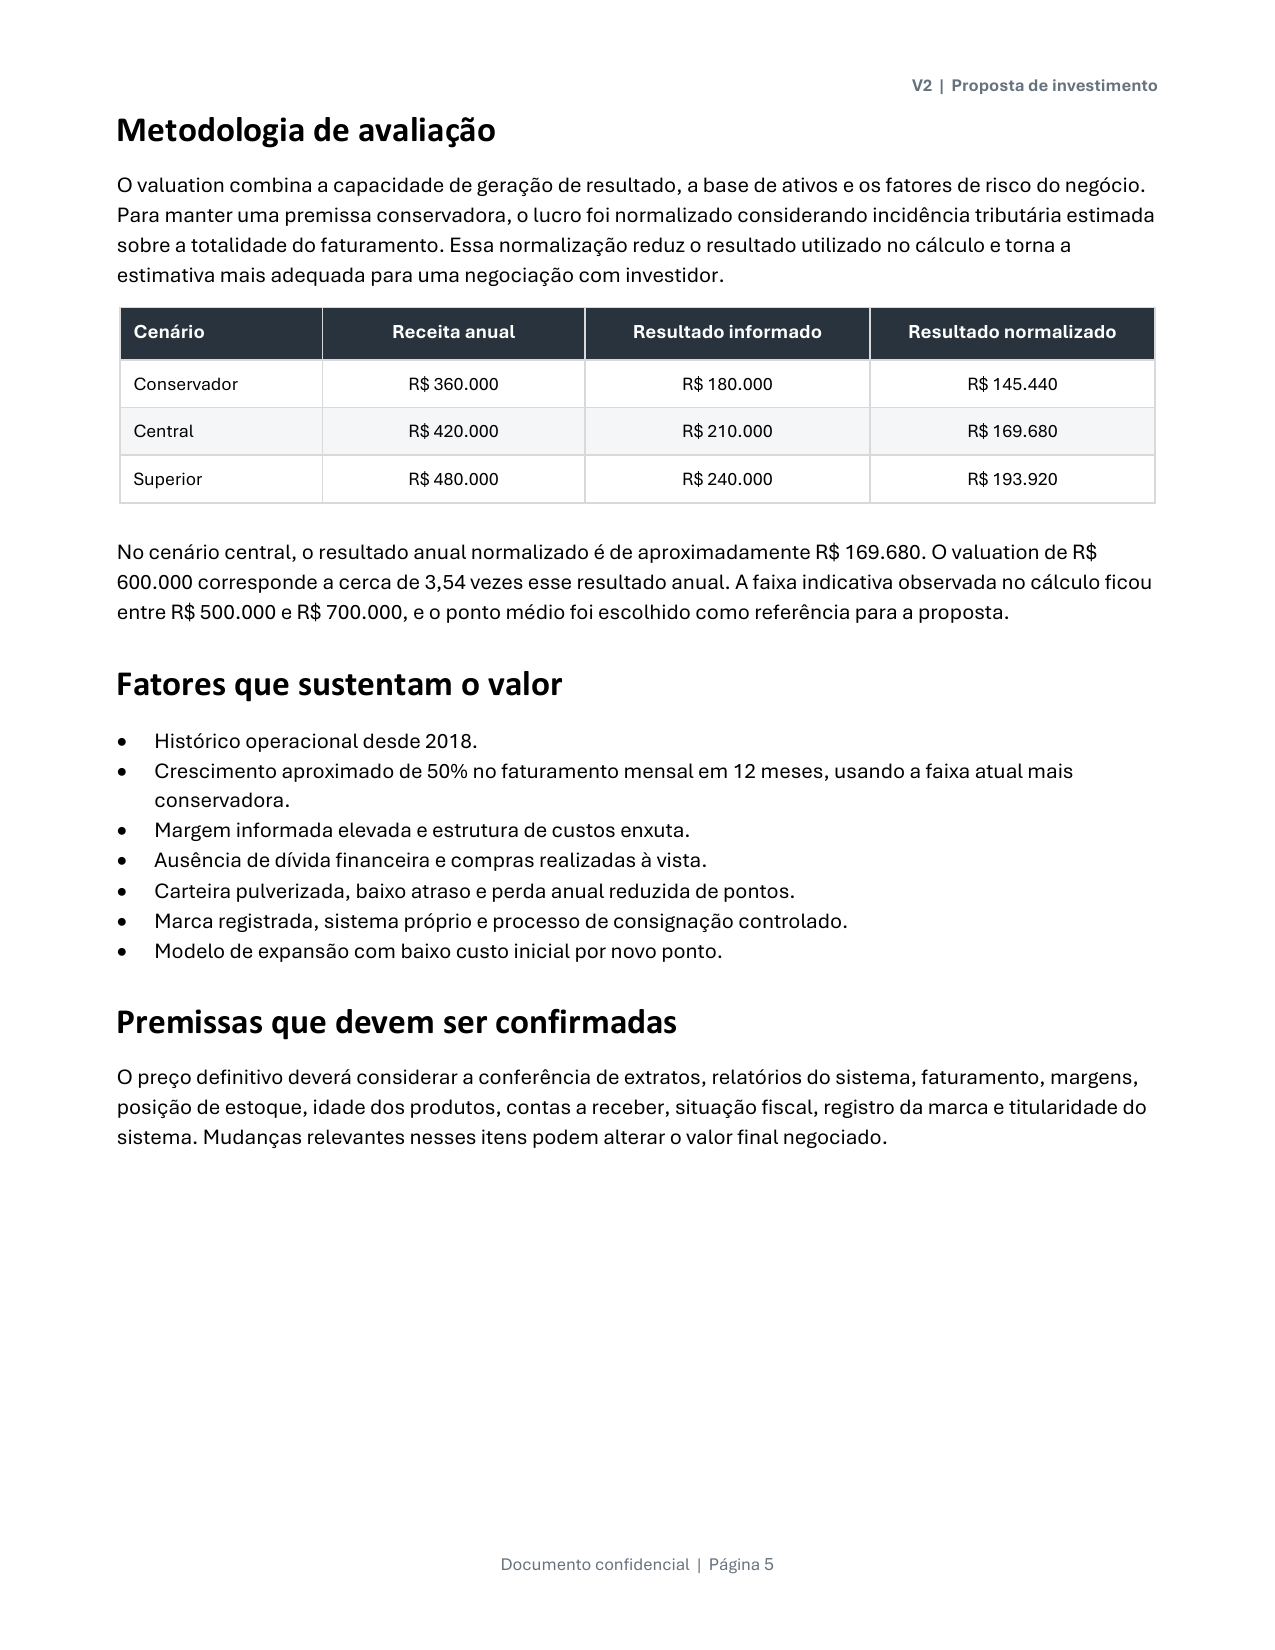 V2 | Proposta de investimento
Metodologia de avaliação
O valuation combina a capacidade de geração de resultado, a base de ativos e os fatores de risco do negócio.
Para manter uma premissa conservadora, o lucro foi normalizado considerando incidência tributária estimada
sobre a totalidade do faturamento. Essa normalização reduz o resultado utilizado no cálculo e torna a
estimativa mais adequada para uma negociação com investidor.
Cenário Receita anual Resultado informado Resultado normalizado
Conservador R$ 360.000 R$ 180.000 R$ 145.440
Central R$ 420.000 R$ 210.000 R$ 169.680
Superior R$ 480.000 R$ 240.000 R$ 193.920
No cenário central, o resultado anual normalizado é de aproximadamente R$ 169.680. O valuation de R$
600.000 corresponde a cerca de 3,54 vezes esse resultado anual. A faixa indicativa observada no cálculo ficou
entre R$ 500.000 e R$ 700.000, e o ponto médio foi escolhido como referência para a proposta.
Fatores que sustentam o valor
• Histórico operacional desde 2018.
• Crescimento aproximado de 50% no faturamento mensal em 12 meses, usando a faixa atual mais
conservadora.
• Margem informada elevada e estrutura de custos enxuta.
• Ausência de dívida financeira e compras realizadas à vista.
• Carteira pulverizada, baixo atraso e perda anual reduzida de pontos.
• Marca registrada, sistema próprio e processo de consignação controlado.
• Modelo de expansão com baixo custo inicial por novo ponto.
Premissas que devem ser confirmadas
O preço definitivo deverá considerar a conferência de extratos, relatórios do sistema, faturamento, margens,
posição de estoque, idade dos produtos, contas a receber, situação fiscal, registro da marca e titularidade do
sistema. Mudanças relevantes nesses itens podem alterar o valor final negociado.
Documento confidencial | Página 5